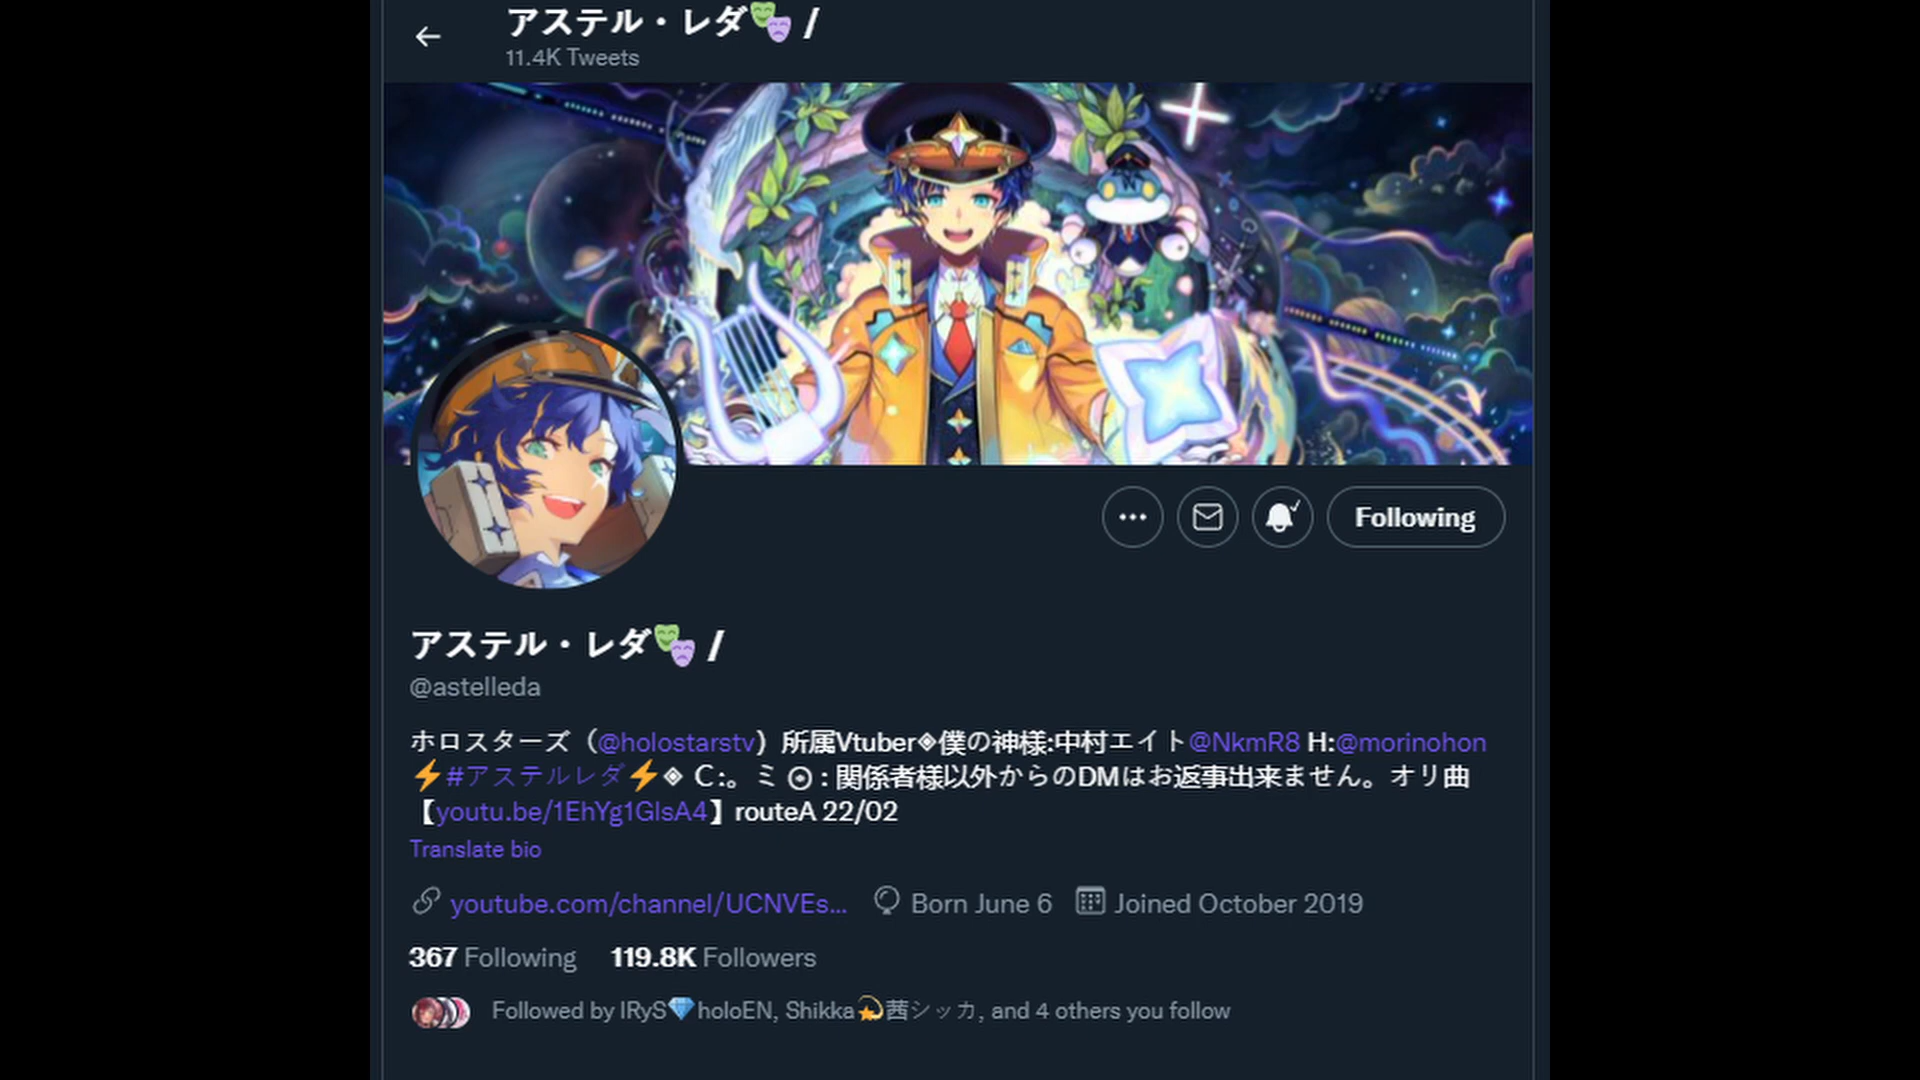 アステル・レダ🎭 /
11.4K Tweets
Following
アステル・レダ🎭 /
@astelleda
ホロスターズ（@holostarstv）所属Vtuber◈僕の神様:中村エイト@NkmR8 H:@morinohon
⚡#アステルレダ⚡◈ C:。ミ ⊙ : 関係者様以外からのDMはお返事出来ません。オリ曲
【youtu.be/1EhYg1GlsA4】routeA 22/02
Translate bio
youtube.com/channel/UCNVEs... Born June 6 Joined October 2019
367 Following 119.8K Followers
Followed by IRyS💎holoEN, Shikka💫茜シッカ, and 4 others you follow